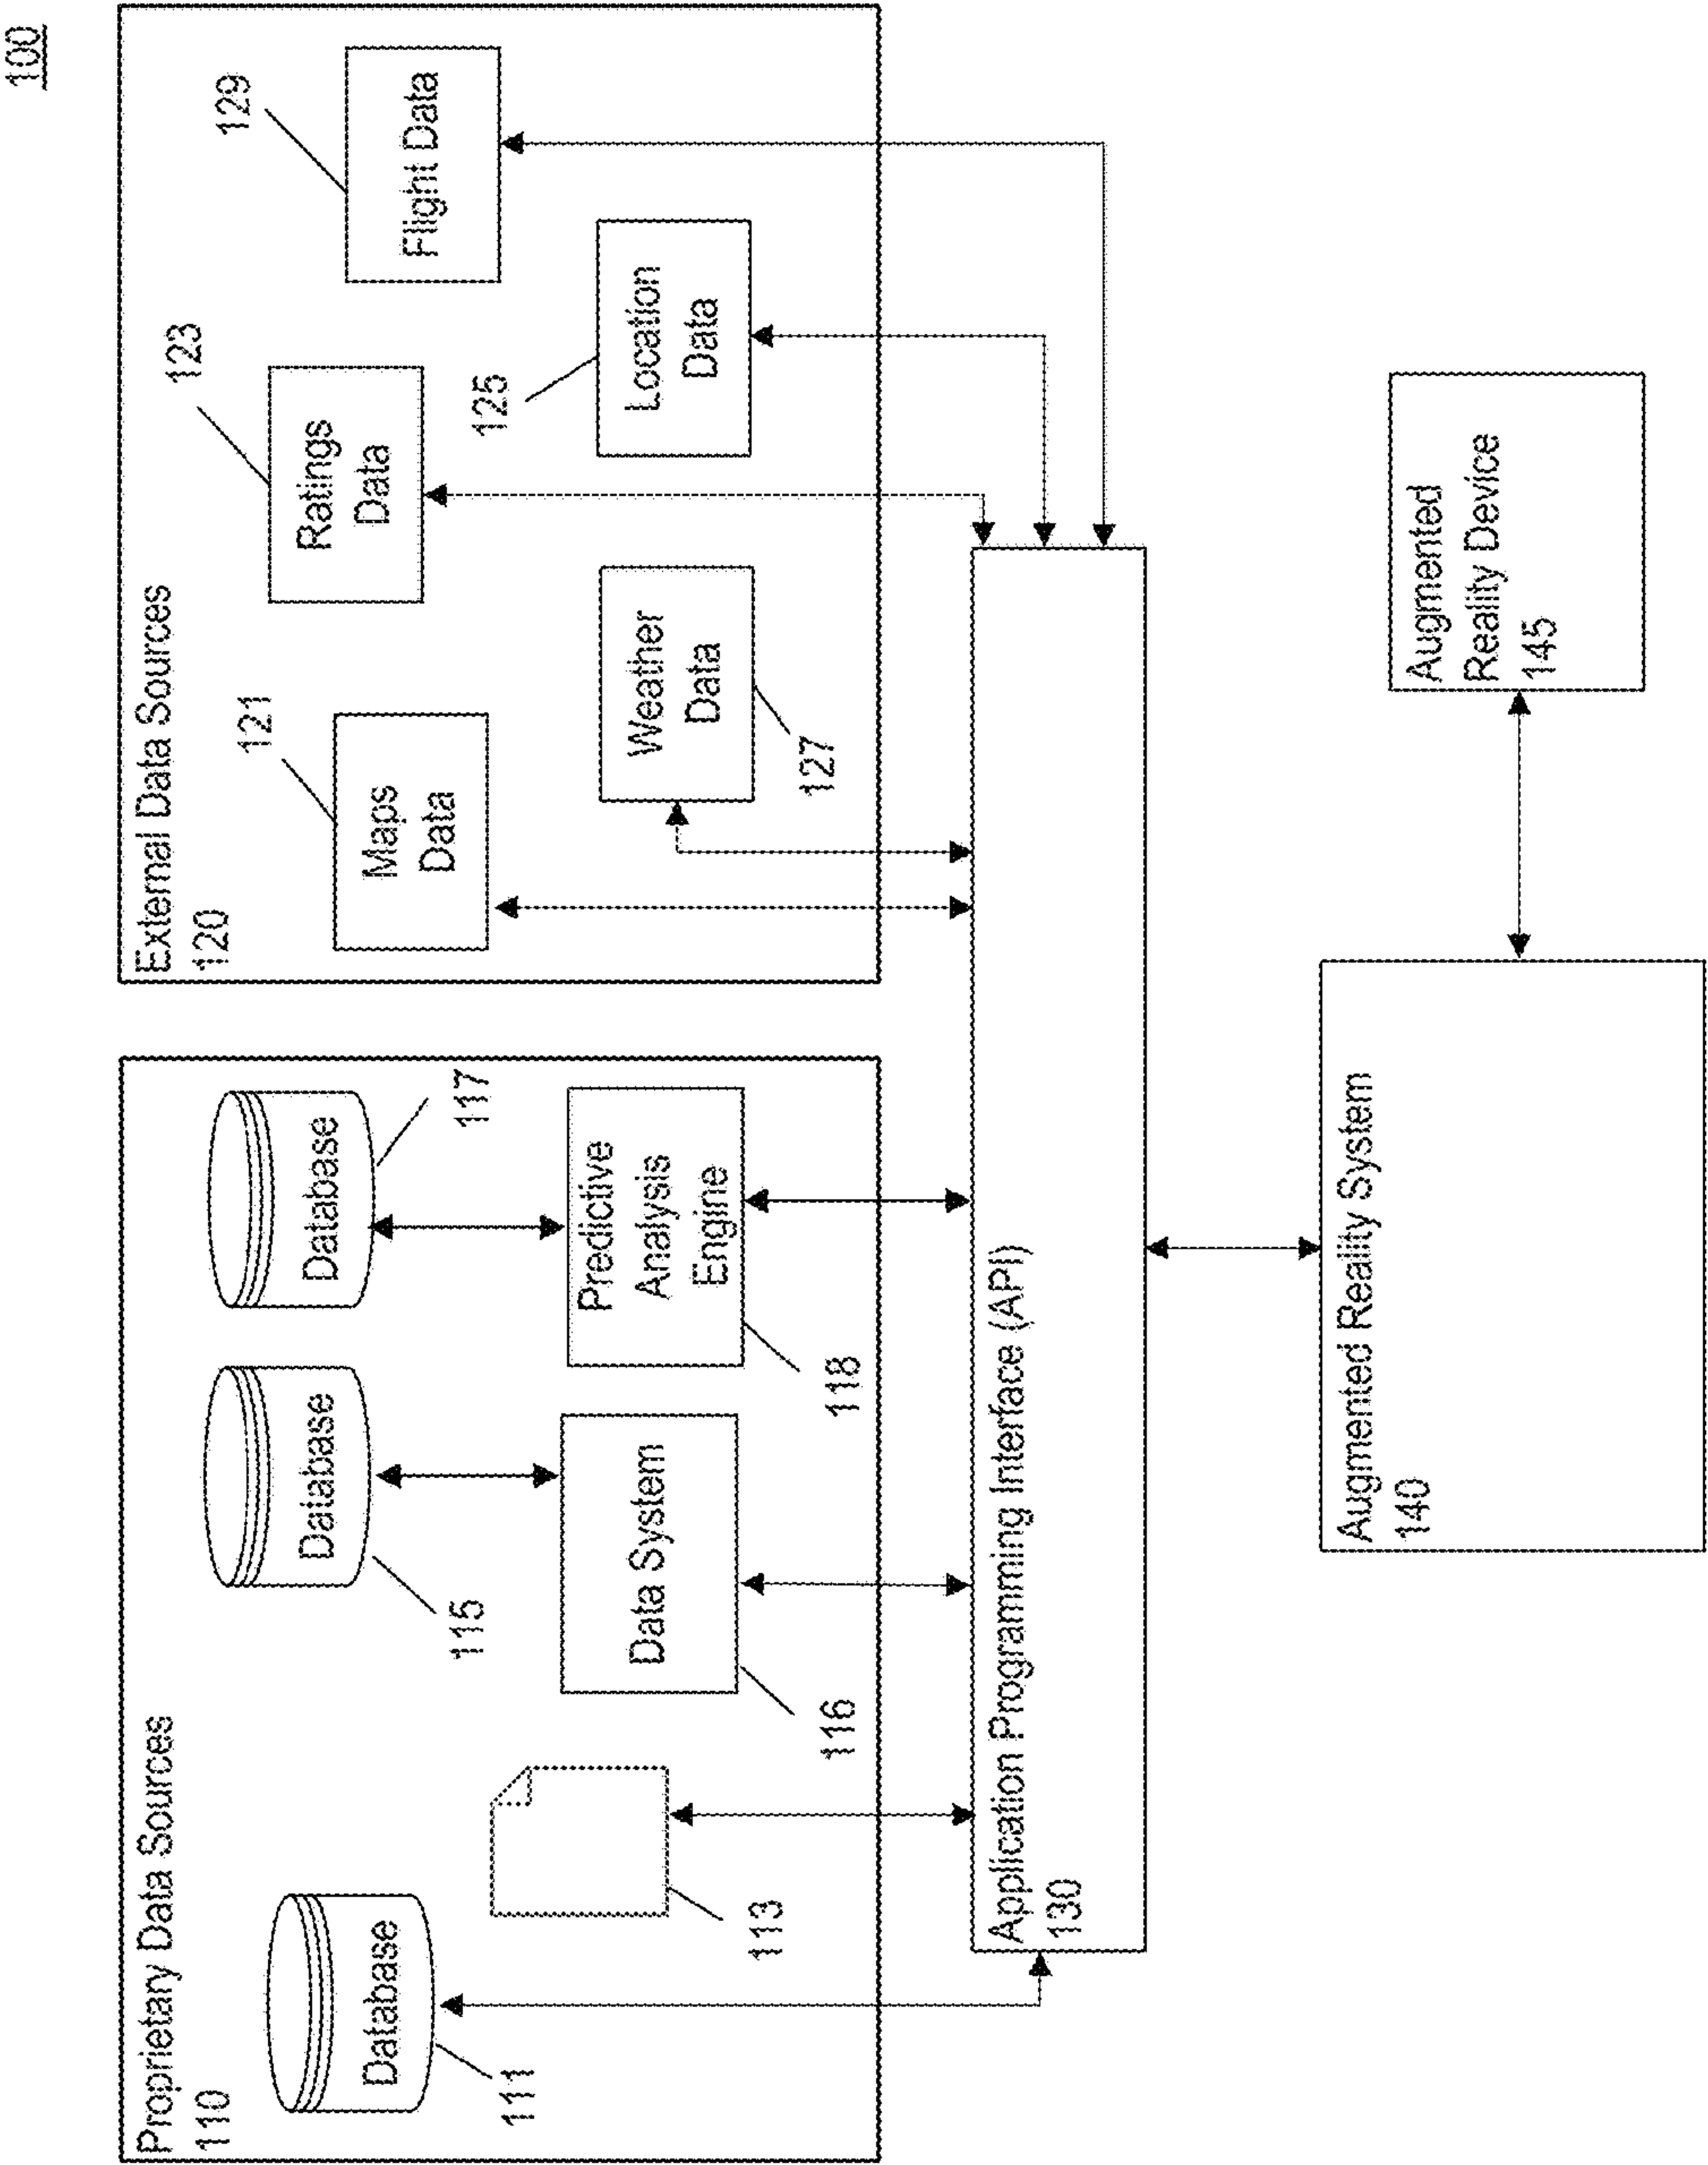 100
Proprietary Data Sources
110
Database
111
113
Database
115
Data System
116
Database
117
Predictive
Analysis
Engine
118
External Data Sources
120
Maps
Data
121
Ratings
Data
123
Weather
Data
127
Location
Data
125
Flight Data
129
Application Programming Interface (API)
130
Augmented Reality System
140
Augmented
Reality Device
145